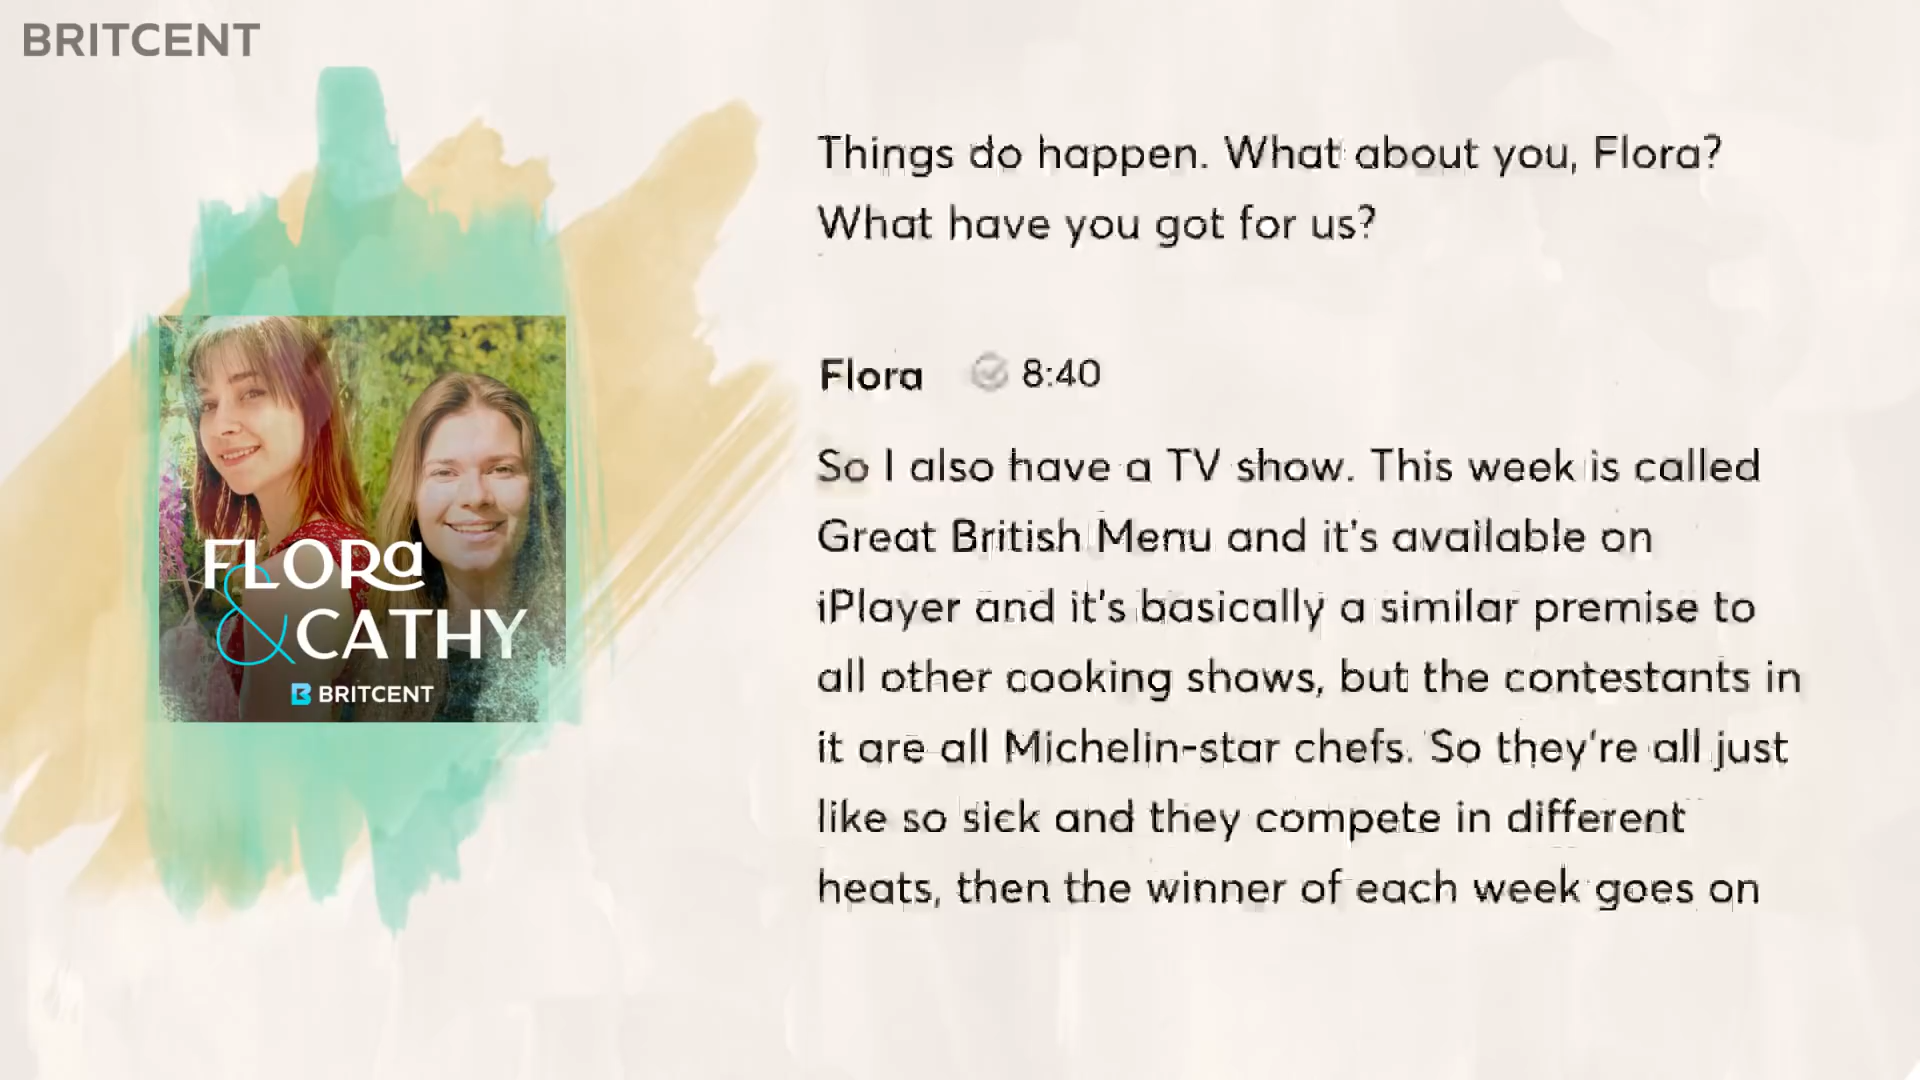 BRITCENT
Things do happen. What about you, Flora?
What have you got for us?
Flora 8:40
So I also have a TV show. This week is called
Great British Menu and it's available on
iPlayer and it's basically a similar premise to
all other cooking shows, but the contestants in
it are all Michelin-star chefs. So they're all just
like so sick and they compete in different
heats, then the winner of each week goes on
FLORa
& CATHY
BRITCENT